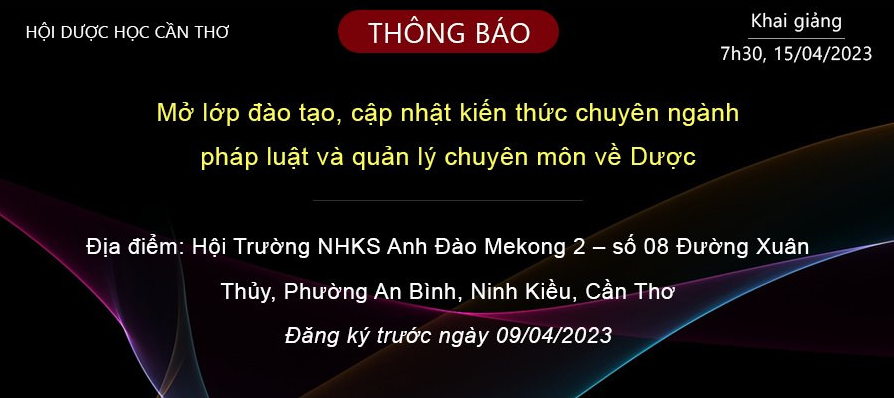 HỘI DƯỢC HỌC CẦN THƠ
THÔNG BÁO
Khai giảng
7h30, 15/04/2023
Mở lớp đào tạo, cập nhật kiến thức chuyên ngành
pháp luật và quản lý chuyên môn về Dược
Địa điểm: Hội Trường NHKS Anh Đào Mekong 2 – số 08 Đường Xuân
Thủy, Phường An Bình, Ninh Kiều, Cần Thơ
Đăng ký trước ngày 09/04/2023